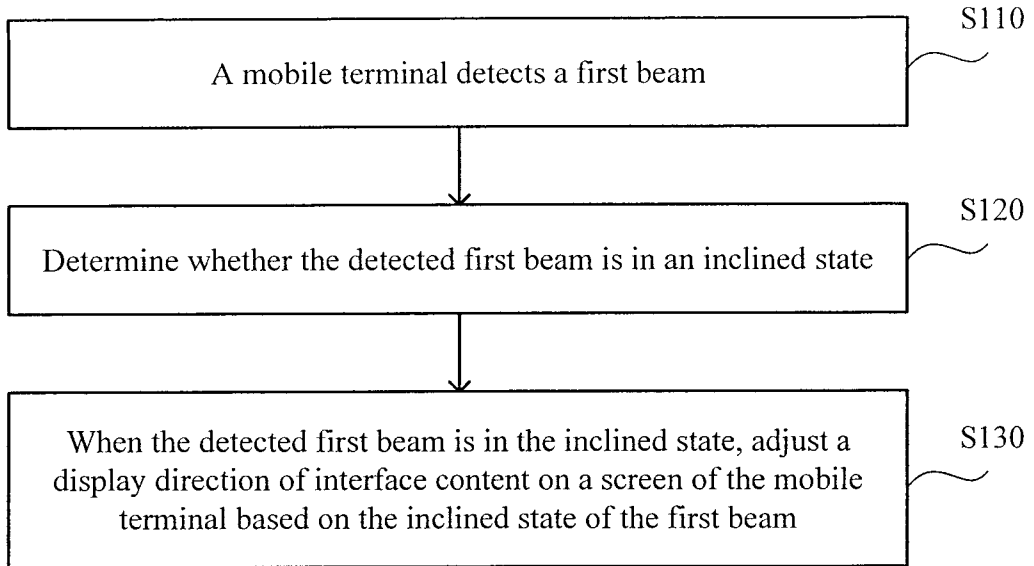 S110
A mobile terminal detects a first beam
S120
Determine whether the detected first beam is in an inclined state
S130
When the detected first beam is in the inclined state, adjust a
display direction of interface content on a screen of the mobile
terminal based on the inclined state of the first beam